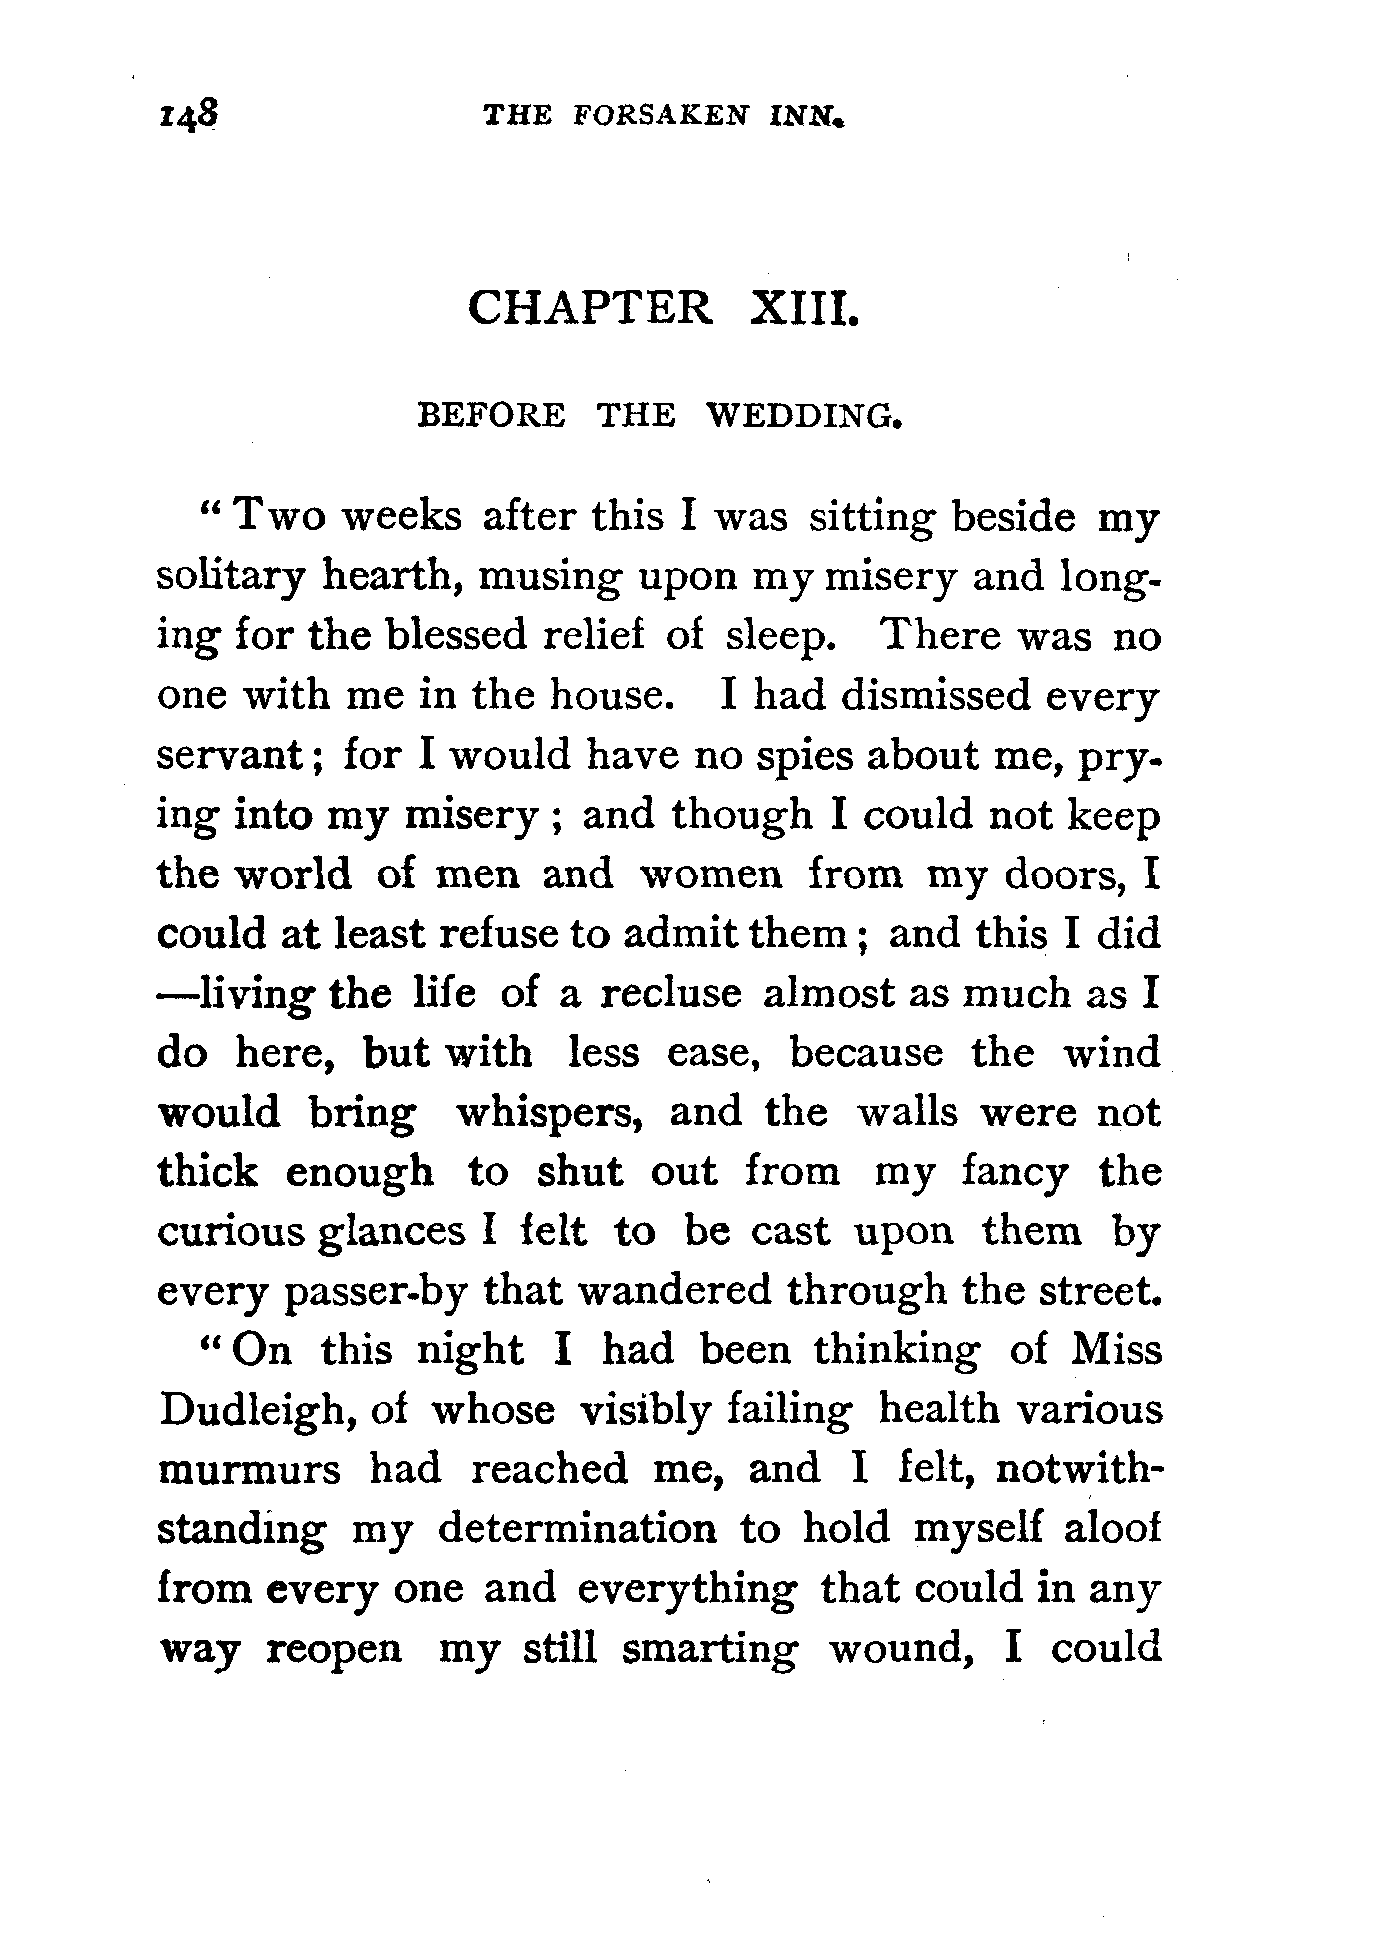 148 THE FORSAKEN INN.
CHAPTER XIII.
BEFORE THE WEDDING.
“Two weeks after this I was sitting beside my
solitary hearth, musing upon my misery and long-
ing for the blessed relief of sleep. There was no
one with me in the house. I had dismissed every
servant; for I would have no spies about me, pry-
ing into my misery; and though I could not keep
the world of men and women from my doors, I
could at least refuse to admit them; and this I did
—living the life of a recluse almost as much as I
do here, but with less ease, because the wind
would bring whispers, and the walls were not
thick enough to shut out from my fancy the
curious glances I felt to be cast upon them by
every passer-by that wandered through the street.
“On this night I had been thinking of Miss
Dudleigh, of whose visibly failing health various
murmurs had reached me, and I felt, notwith-
standing my determination to hold myself aloof
from every one and everything that could in any
way reopen my still smarting wound, I could